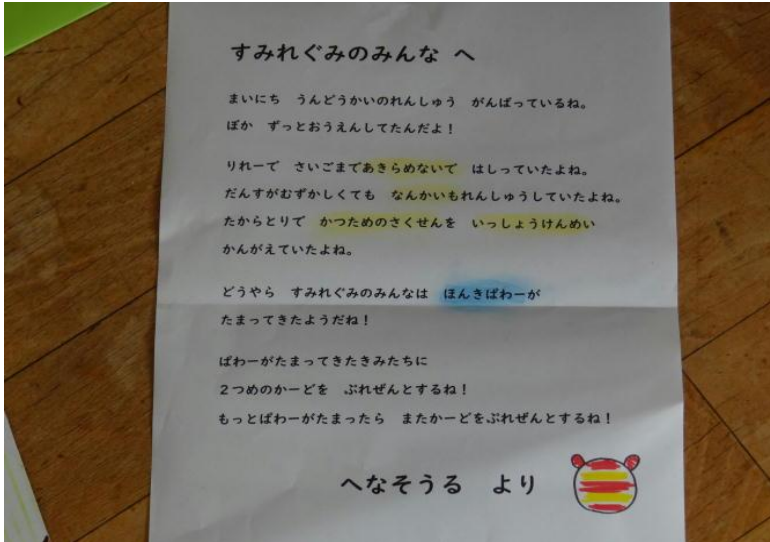 すみれぐみのみんな へ
まいにち うんどうかいのれんしゅう がんばっているね。
ぼか ずっとおうえんしてたんだよ！
りれーで さいごまであきらめないで はしっていたよね。
だんすがむずかしくても なんかいもれんしゅうしていたよね。
たからとりで かつためのさくせんを いっしょうけんめい
かんがえていたよね。
どうやら すみれぐみのみんなは ほんきぱわーが
たまってきたようだね！
ぱわーがたまってきたきみたちに
２つめのかーどを ぷれぜんとするね！
もっとぱわーがたまったら またかーどをぷれぜんとするね！
へなそうる より